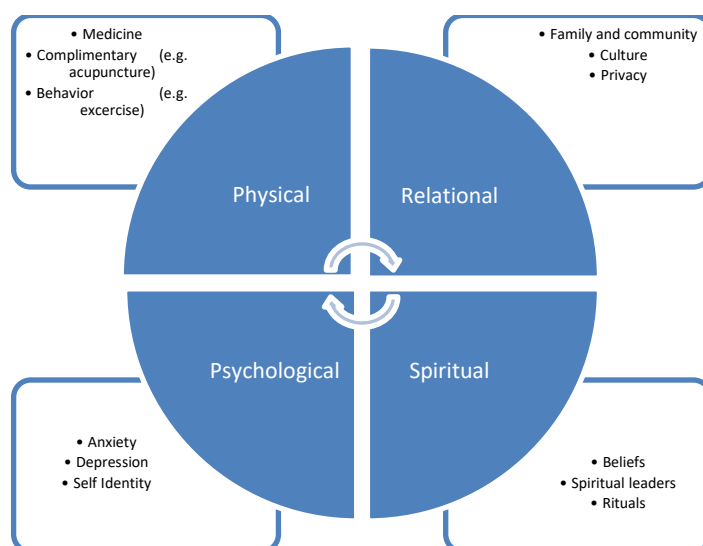 • Medicine
• Complimentary (e.g.
acupuncture)
• Behavior (e.g.
excercise)
• Family and community
• Culture
• Privacy
Physical
Relational
Psychological
Spiritual
• Anxiety
• Depression
• Self Identity
• Beliefs
• Spiritual leaders
• Rituals